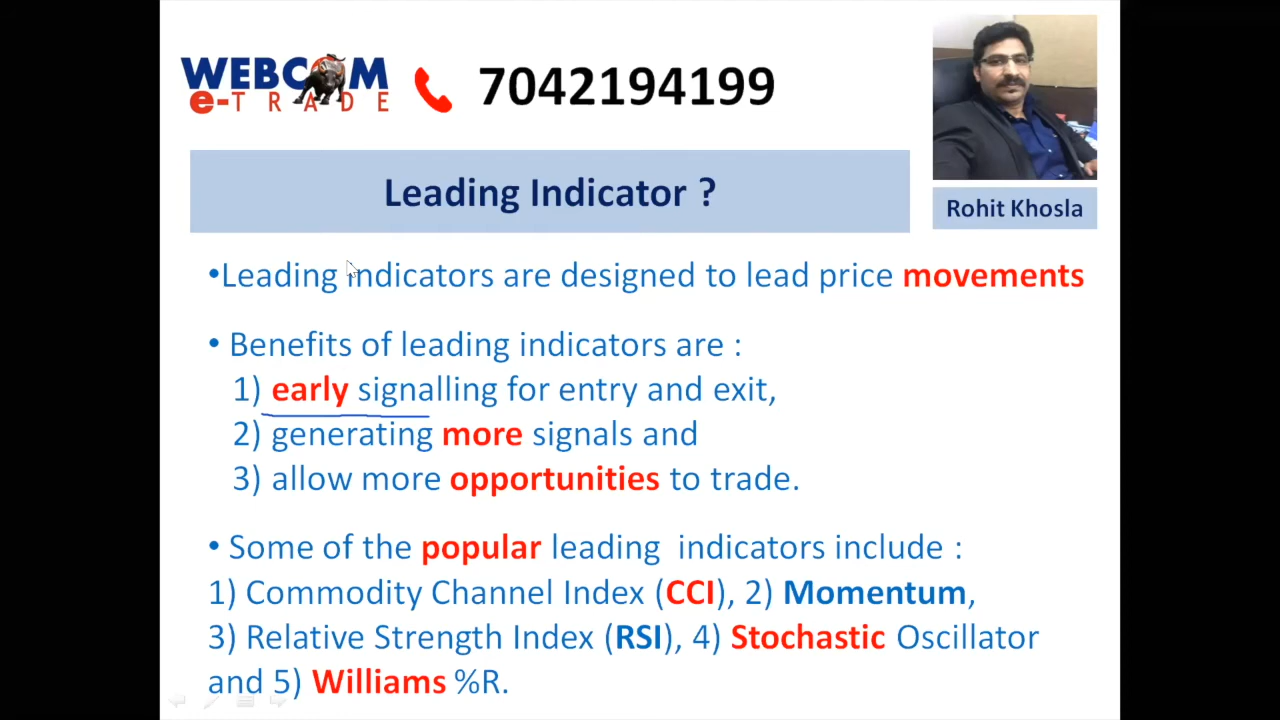 WEBCOM
e-TRADE
7042194199
Leading Indicator ?
Rohit Khosla
•Leading indicators are designed to lead price movements
• Benefits of leading indicators are :
1) early signalling for entry and exit,
2) generating more signals and
3) allow more opportunities to trade.
• Some of the popular leading indicators include :
1) Commodity Channel Index (CCI), 2) Momentum,
3) Relative Strength Index (RSI), 4) Stochastic Oscillator
and 5) Williams %R.